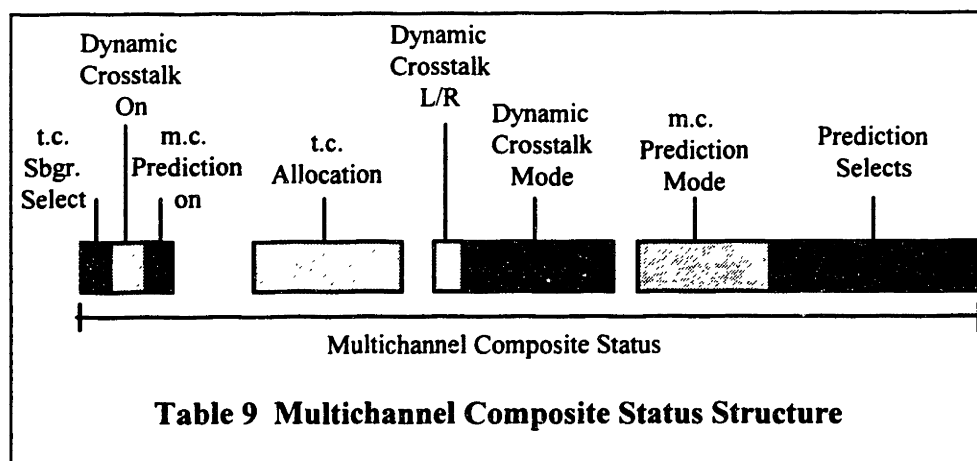 t.c.
Sbgr.
Select
Dynamic
Crosstalk
On
m.c.
Prediction
on
t.c.
Allocation
Dynamic
Crosstalk
L/R
Dynamic
Crosstalk
Mode
m.c.
Prediction
Mode
Prediction
Selects
Multichannel Composite Status
Table 9 Multichannel Composite Status Structure